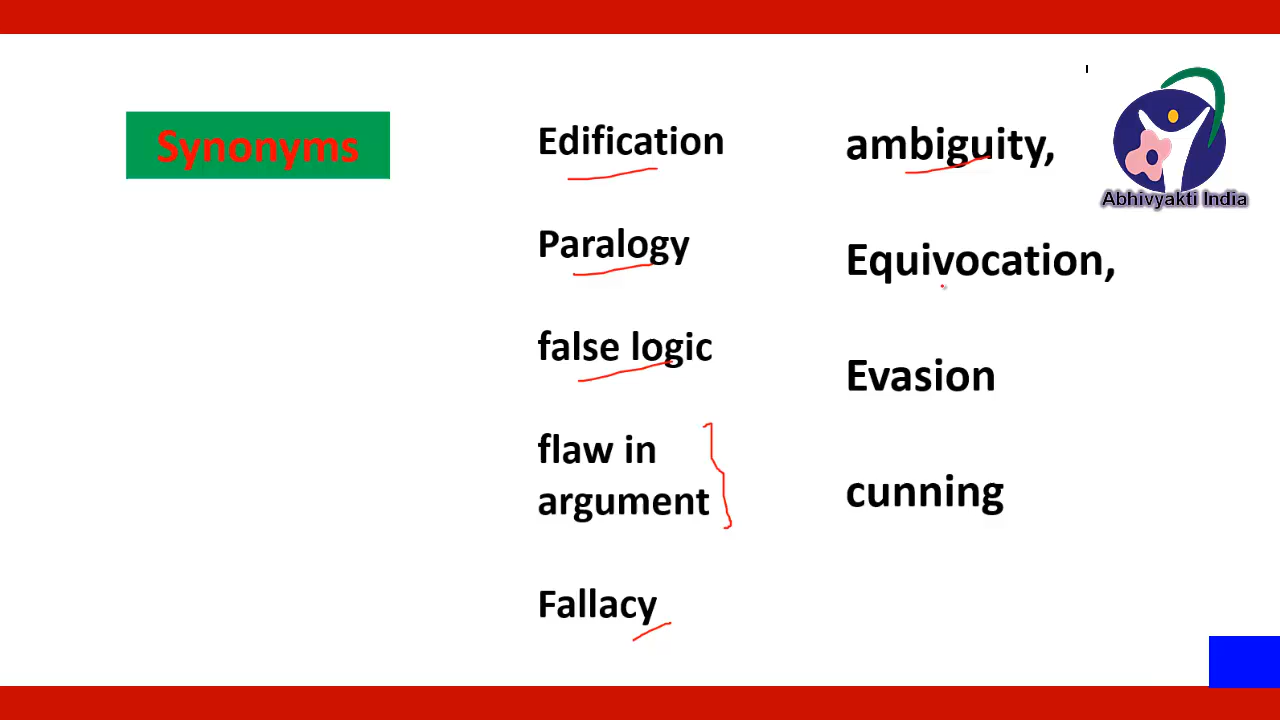 Synonyms
Edification
Paralogy
false logic
flaw in
argument
Fallacy
ambiguity,
Equivocation,
Evasion
cunning
Abhivyakti India